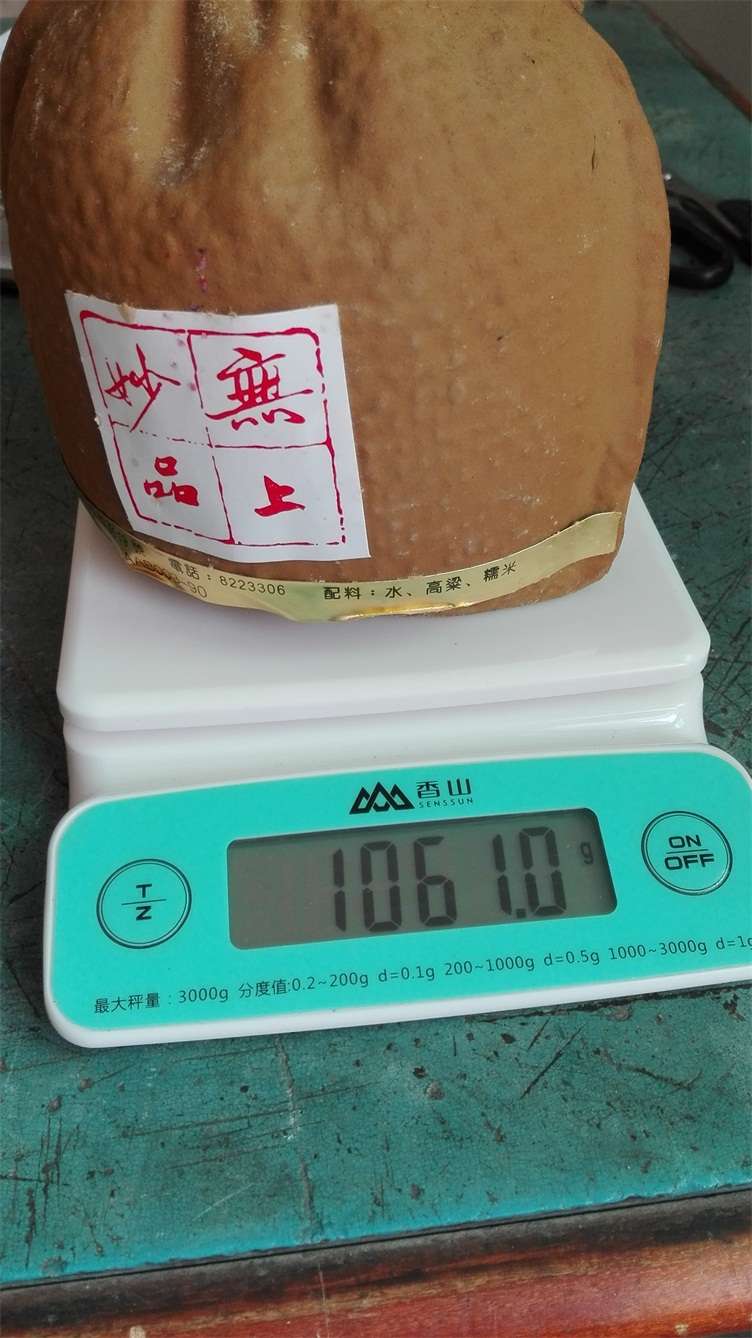 無上妙品
電話：8223306 配料：水、高粱、糯米
香山
SENSSUN
T
Z
1061.0 g
ON
OFF
最大秤量：3000g 分度值:0.2~200g d=0.1g 200~1000g d=0.5g 1000~3000g d=1g